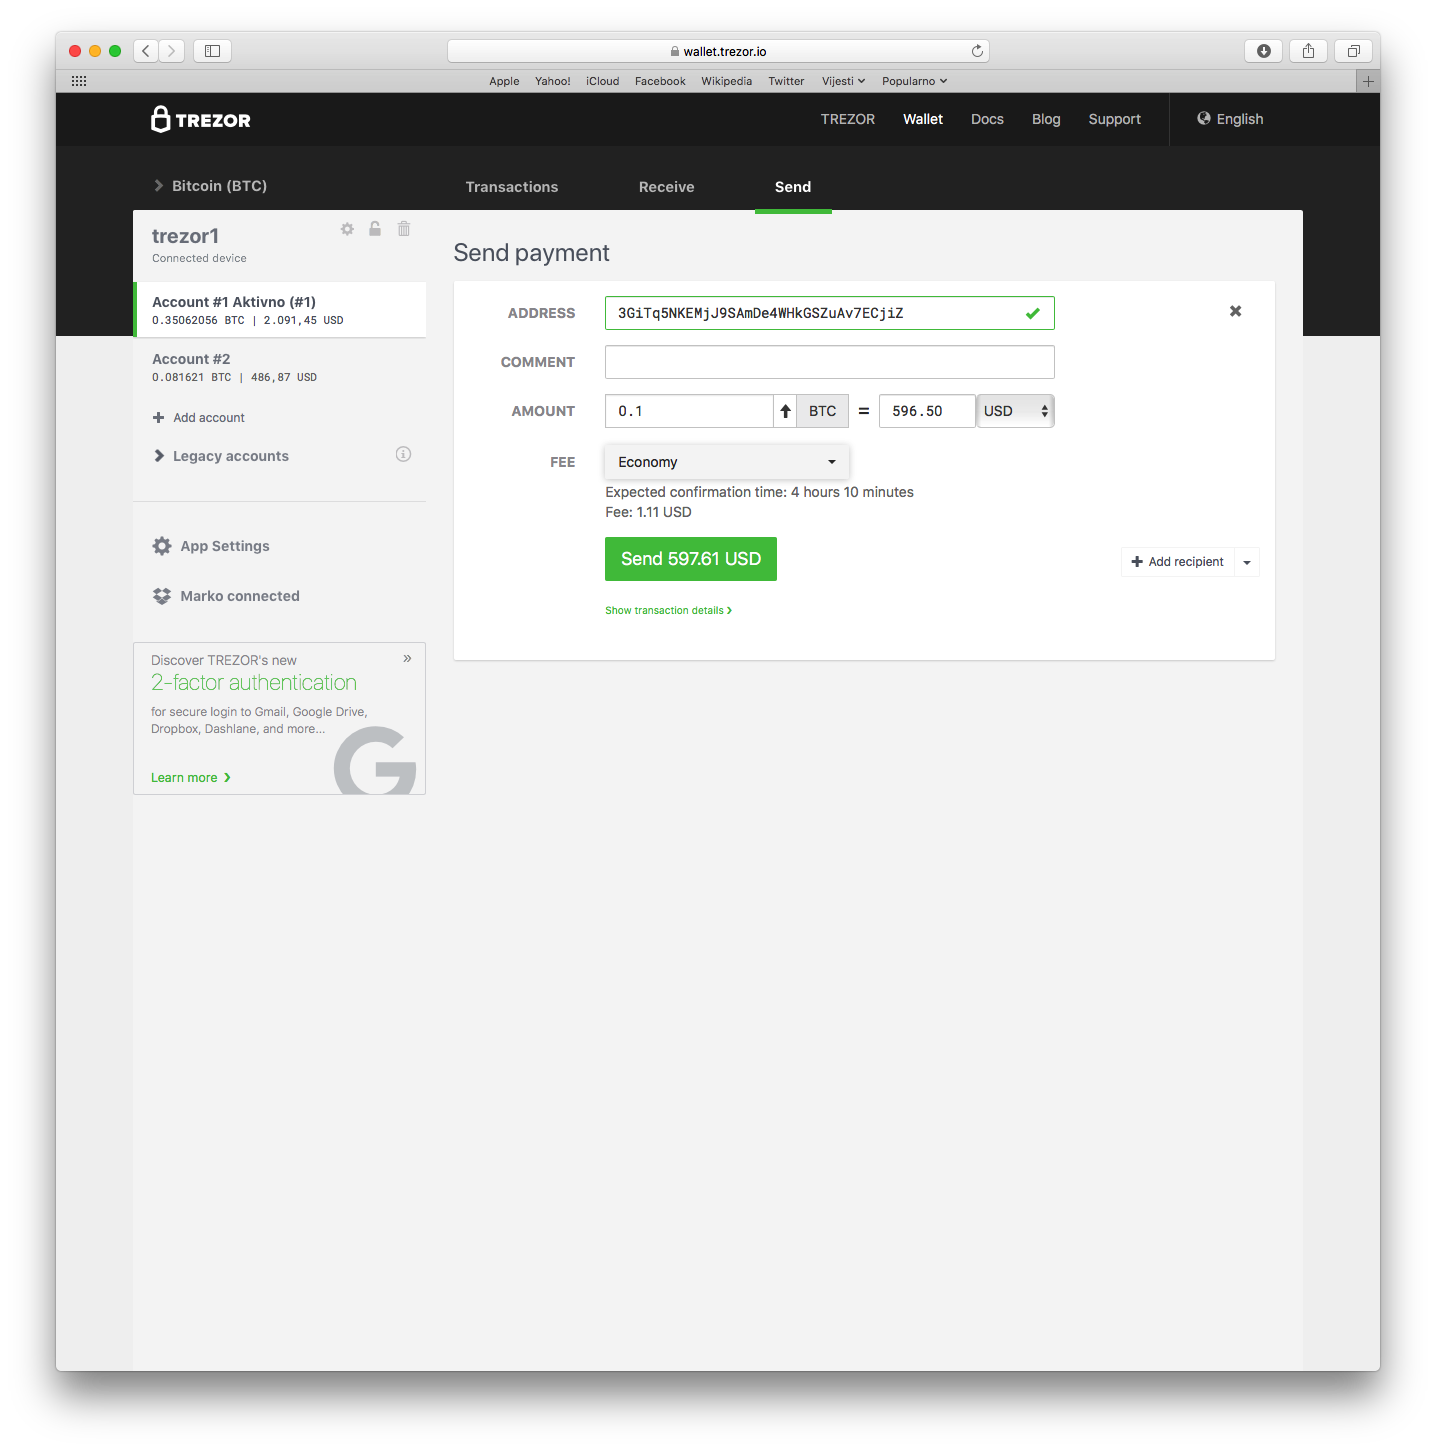 wallet.trezor.io
Apple Yahoo! iCloud Facebook Wikipedia Twitter Vijesti Popularno
TREZOR
TREZOR Wallet Docs Blog Support English
Bitcoin (BTC)
Transactions Receive Send
trezor1
Connected device
Account #1 Aktivno (#1)
0.35062056 BTC | 2.091,45 USD
Account #2
0.081621 BTC | 486,87 USD
Add account
Legacy accounts
App Settings
Marko connected
Discover TREZOR's new
2-factor authentication
for secure login to Gmail, Google Drive,
Dropbox, Dashlane, and more...
Learn more
Send payment
ADDRESS 3GiTq5NKEMjJ9SAmDe4WHkGSZuAv7ECjiZ
COMMENT
AMOUNT 0.1 BTC = 596.50 USD
FEE Economy
Expected confirmation time: 4 hours 10 minutes
Fee: 1.11 USD
Send 597.61 USD
Add recipient
Show transaction details